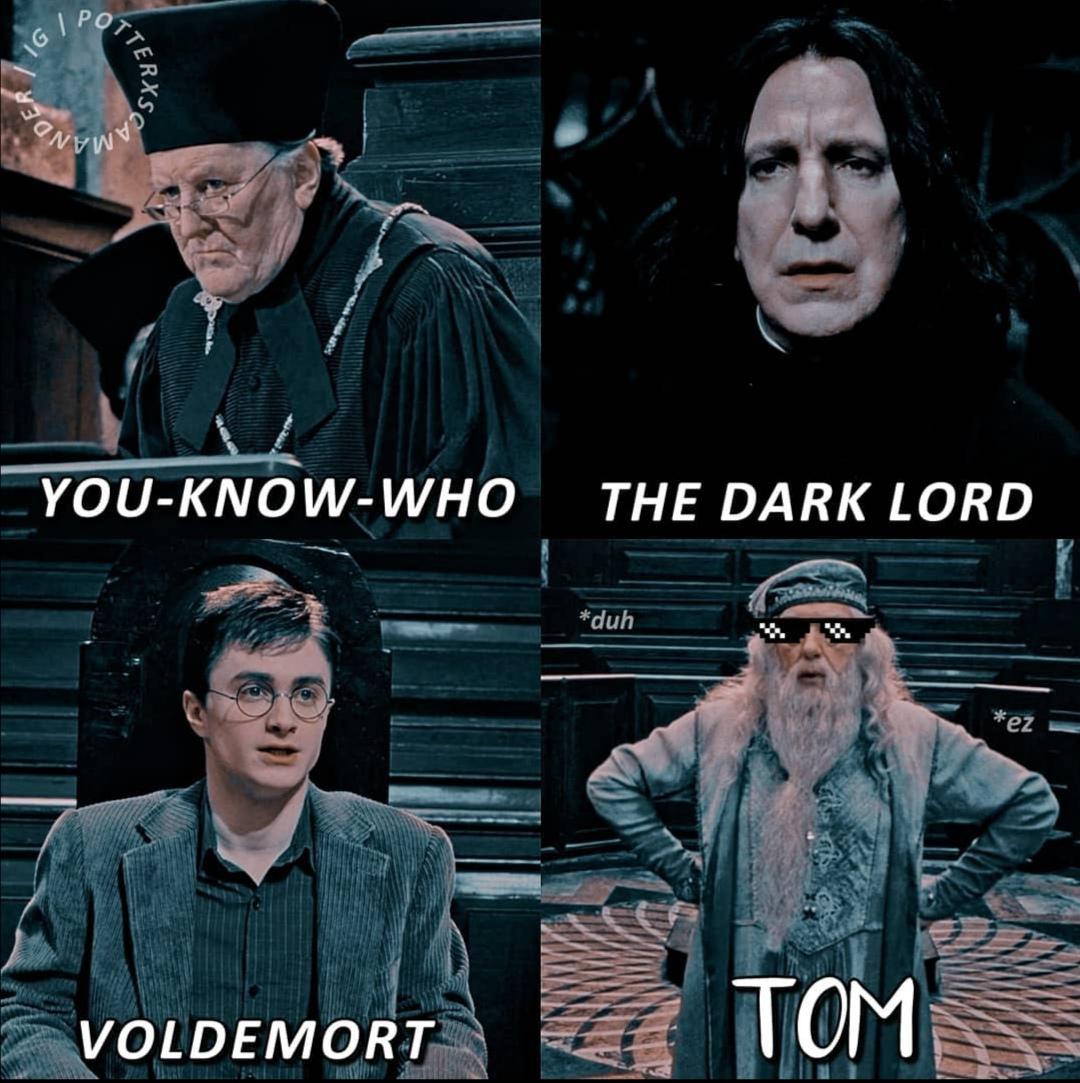 IG | POTTERXSCAMANDER |
YOU-KNOW-WHO
THE DARK LORD
VOLDEMORT
*duh
*ez
TOM